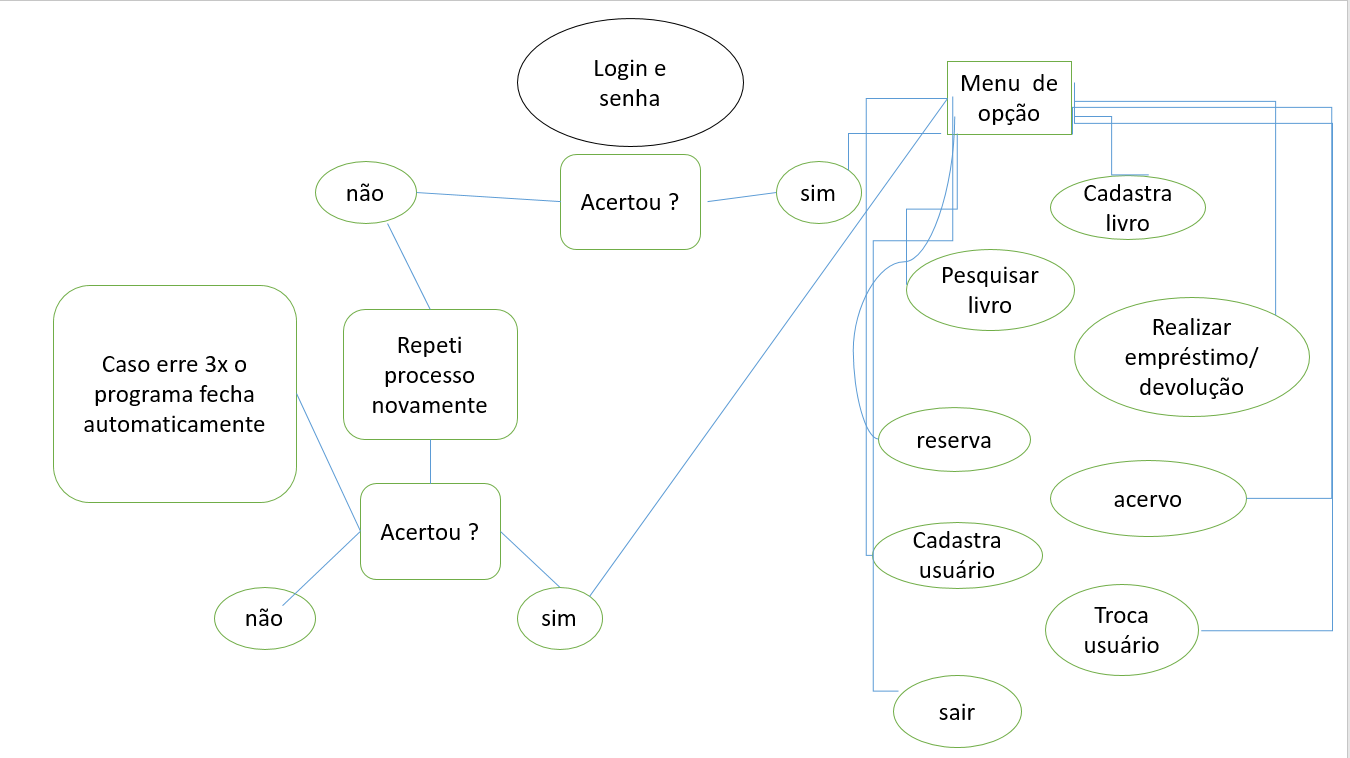 Login e
senha
Acertou ?
não
sim
Repeti
processo
novamente
Caso erre 3x o
programa fecha
automaticamente
Acertou ?
não
sim
Menu de
opção
Cadastra
livro
Pesquisar
livro
Realizar
empréstimo/
devolução
reserva
acervo
Cadastra
usuário
Troca
usuário
sair